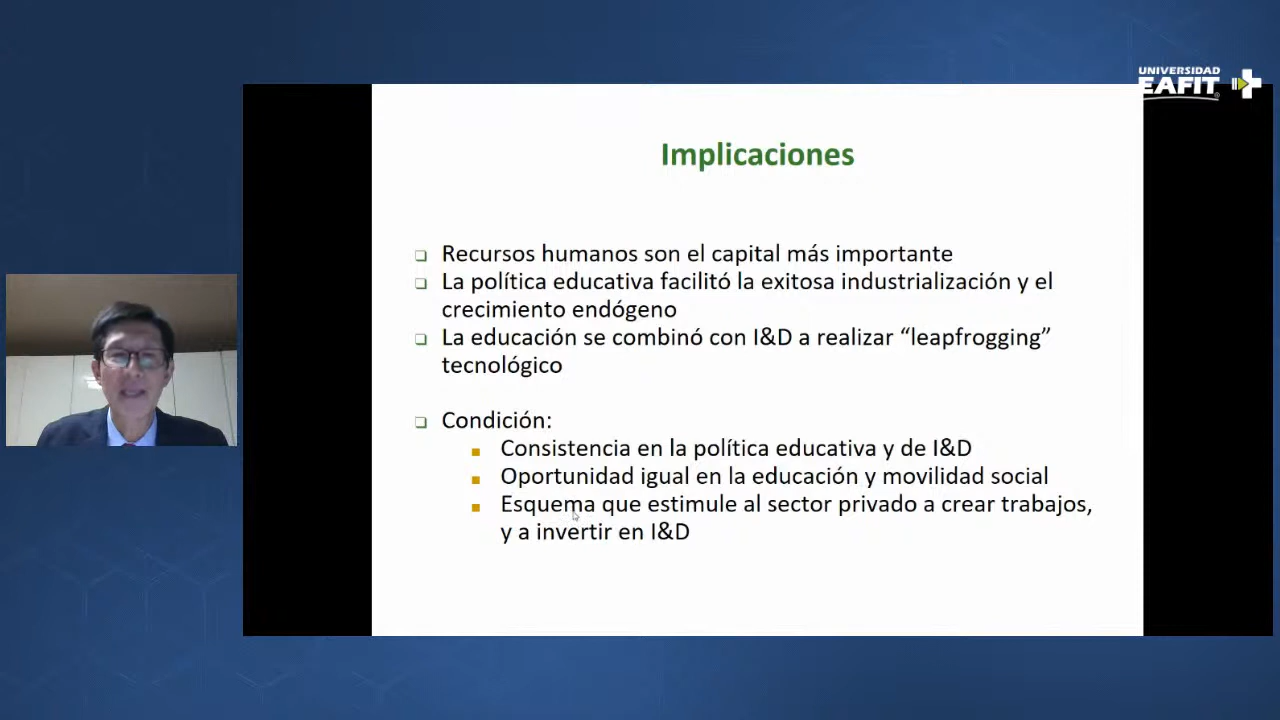 UNIVERSIDAD
EAFIT
Implicaciones
Recursos humanos son el capital más importante
La política educativa facilitó la exitosa industrialización y el
crecimiento endógeno
La educación se combinó con I&D a realizar “leapfrogging”
tecnológico
Condición:
Consistencia en la política educativa y de I&D
Oportunidad igual en la educación y movilidad social
Esquema que estimule al sector privado a crear trabajos,
y a invertir en I&D